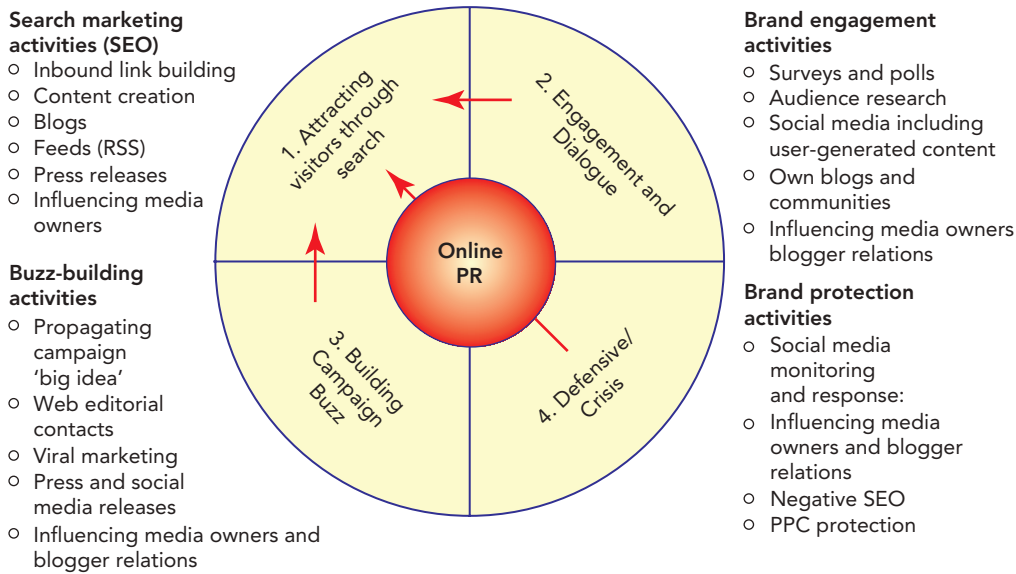 Search marketing
activities (SEO)
Inbound link building
Content creation
Blogs
Feeds (RSS)
Press releases
Influencing media
owners
Buzz-building
activities
Propagating
campaign
‘big idea’
Web editorial
contacts
Viral marketing
Press and social
media releases
Influencing media owners and
blogger relations
1. Attracting
visitors through
search
2. Engagement and
Dialogue
Online
PR
3. Building
Campaign
Buzz
4. Defensive/
Crisis
Brand engagement
activities
Surveys and polls
Audience research
Social media including
user-generated content
Own blogs and
communities
Influencing media owners
blogger relations
Brand protection
activities
Social media
monitoring
and response:
Influencing media
owners and blogger
relations
Negative SEO
PPC protection